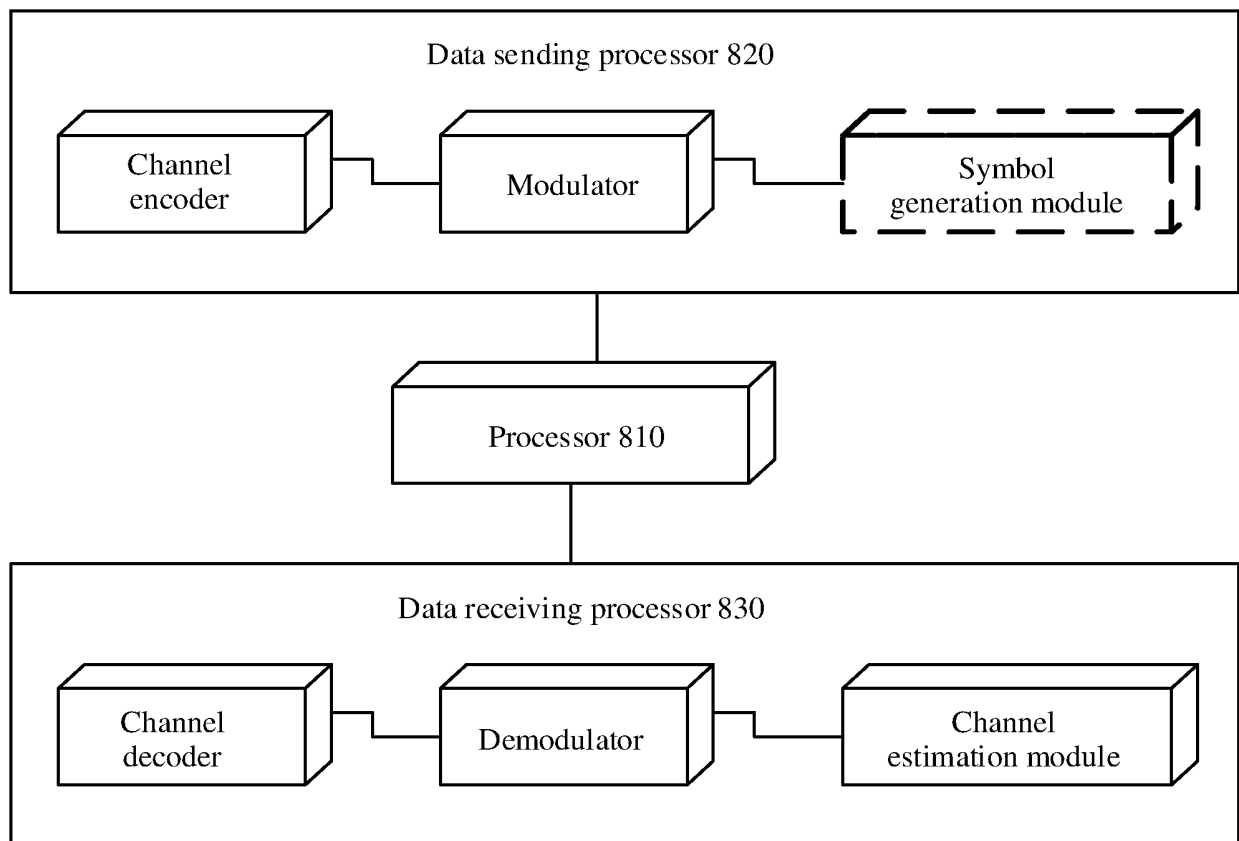 Data sending processor 820
Channel
encoder
Modulator
Symbol
generation module
Processor 810
Data receiving processor 830
Channel
decoder
Demodulator
Channel
estimation module